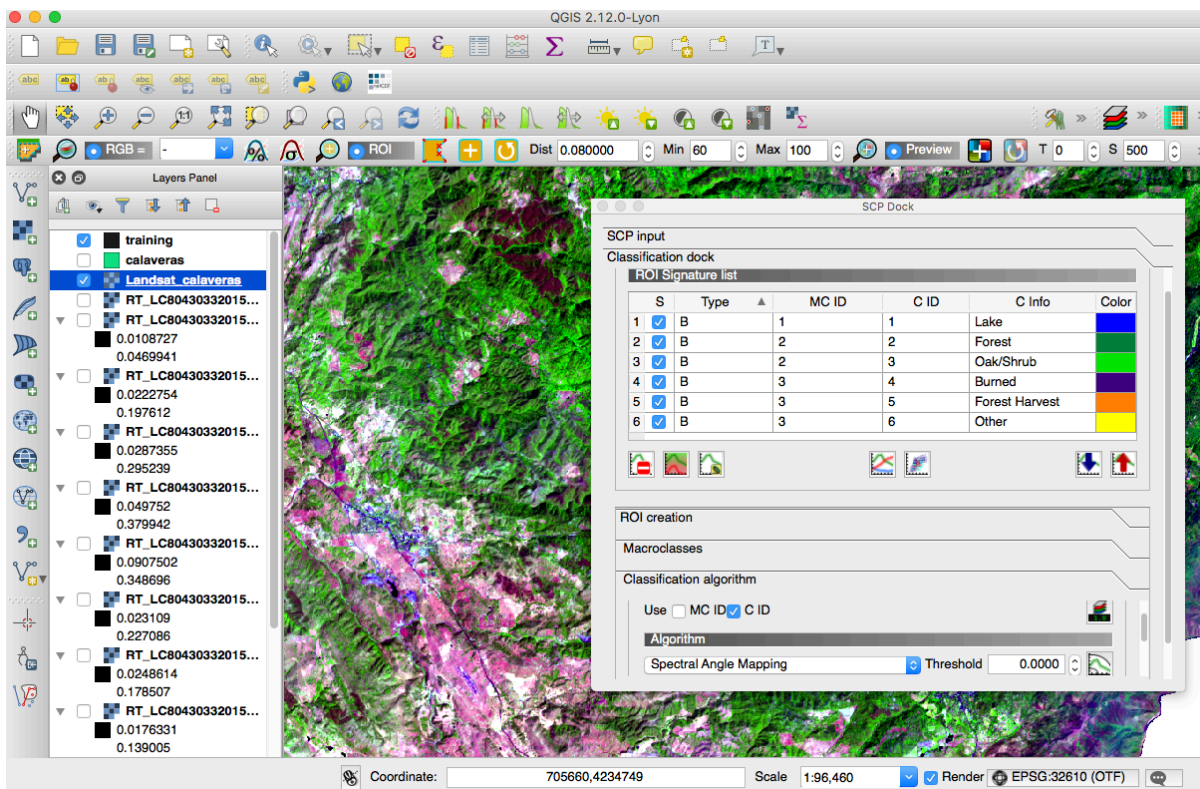 QGIS 2.12.0-Lyon
abc ab abc abc abc abc
RGB = - ROI Dist 0.080000 Min 60 Max 100 Preview T 0 S 500
Layers Panel
training
calaveras
Landsat_calaveras
RT_LC80430332015...
RT_LC80430332015...
0.0108727
0.0469941
RT_LC80430332015...
0.0222754
0.197612
RT_LC80430332015...
0.0287355
0.295239
RT_LC80430332015...
0.049752
0.379942
RT_LC80430332015...
0.0907502
0.348696
RT_LC80430332015...
0.023109
0.227086
RT_LC80430332015...
0.0248614
0.178507
RT_LC80430332015...
0.0176331
0.139005
SCP Dock
SCP input
Classification dock
ROI Signature list
S Type MC ID C ID C Info Color
1 B 1 1 Lake
2 B 2 2 Forest
3 B 2 3 Oak/Shrub
4 B 3 4 Burned
5 B 3 5 Forest Harvest
6 B 3 6 Other
ROI creation
Macroclasses
Classification algorithm
Use MC ID C ID
Algorithm
Spectral Angle Mapping Threshold 0.0000
Coordinate: 705660,4234749 Scale 1:96,460 Render EPSG:32610 (OTF)